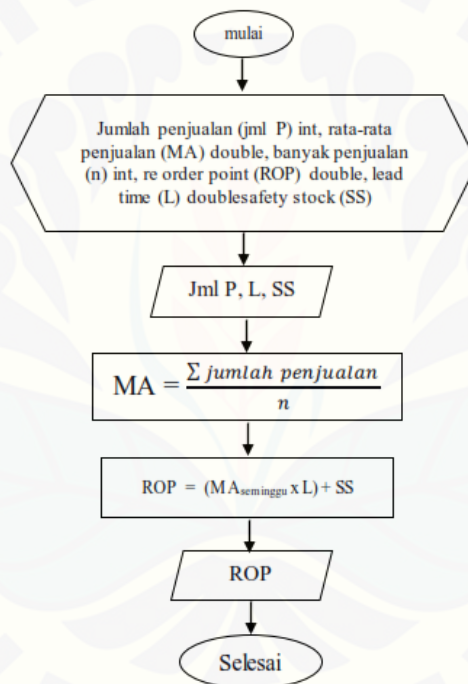 mulai
Jumlah penjualan (jml P) int, rata-rata
penjualan (MA) double, banyak penjualan
(n) int, re order point (ROP) double, lead
time (L) doublesafety stock (SS)
Jml P, L, SS
MA = ∑ jumlah penjualan / n
ROP = (MAseminggu x L) + SS
ROP
Selesai